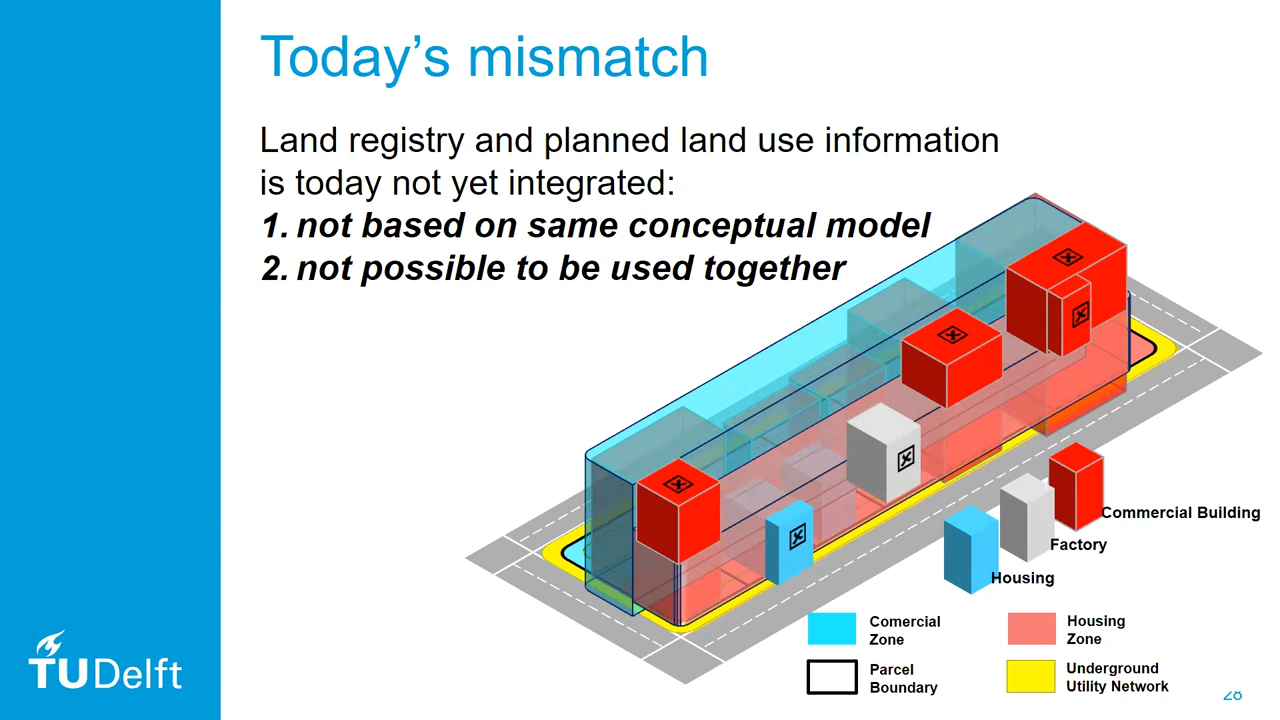 Today's mismatch
Land registry and planned land use information
is today not yet integrated:
1. not based on same conceptual model
2. not possible to be used together
Commercial Building
Factory
Housing
Comercial
Zone
Housing
Zone
Parcel
Boundary
Underground
Utility Network
TUDelft
28